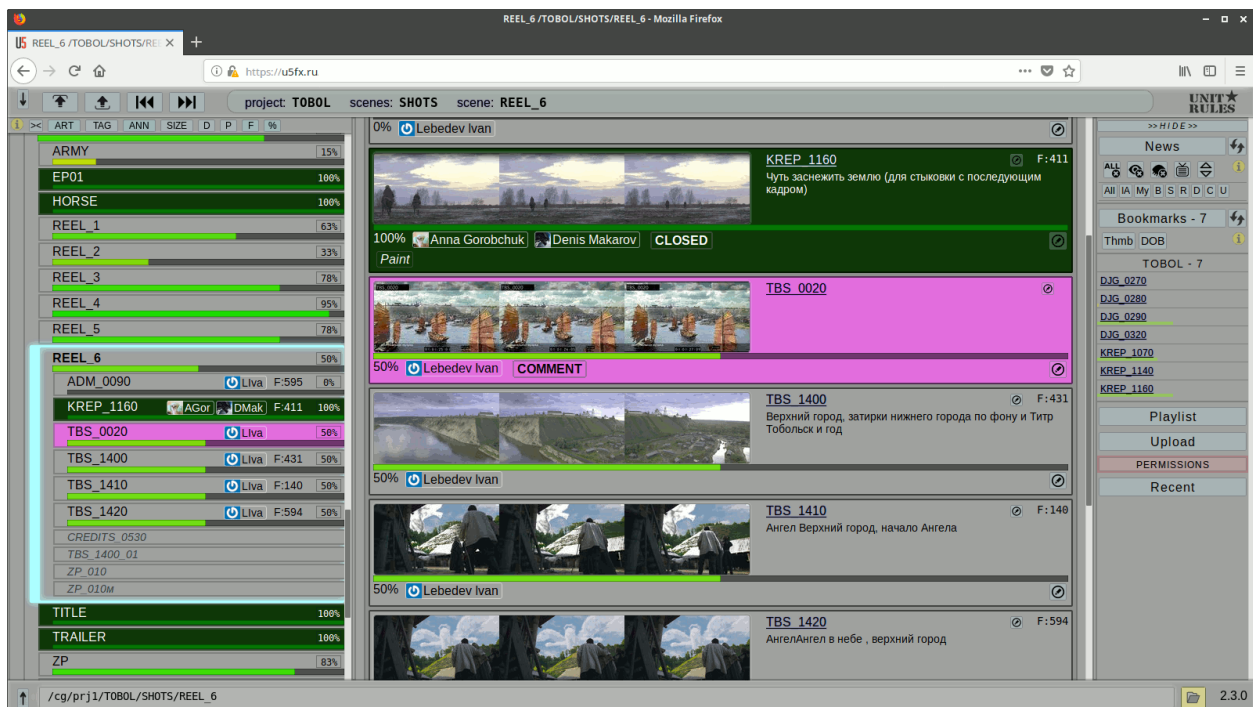 REEL_6 /TOBOL/SHOTS/REEL_6 - Mozilla Firefox
REEL_6 /TOBOL/SHOTS/REE
https://u5fx.ru
project: TOBOL scenes: SHOTS scene: REEL_6
UNIT RULES
>< ART TAG ANN SIZE D P F %
ARMY 15%
EP01 100%
HORSE 100%
REEL_1 63%
REEL_2 33%
REEL_3 78%
REEL_4 95%
REEL_5 78%
REEL_6 50%
ADM_0090 LIva F:595 0%
KREP_1160 AGor DMak F:411 100%
TBS_0020 LIva 50%
TBS_1400 LIva F:431 50%
TBS_1410 LIva F:140 50%
TBS_1420 LIva F:594 50%
CREDITS_0530
TBS_1400_01
ZP_010
ZP_010м
TITLE 100%
TRAILER 100%
ZP 83%
0% Lebedev Ivan
KREP_1160 F:411
Чуть заснежить землю (для стыковки с последующим
кадром)
100% Anna Gorobchuk Denis Makarov CLOSED
Paint
TBS_0020
50% Lebedev Ivan COMMENT
TBS_1400 F:431
Верхний город, затирки нижнего города по фону и Титр
Тобольск и год
50% Lebedev Ivan
TBS_1410 F:140
Ангел Верхний город, начало Ангела
50% Lebedev Ivan
TBS_1420 F:594
АнгелАнгел в небе , верхний город
>>HIDE>>
News
ALL
All IA My B S R D C U
Bookmarks - 7
Thmb DOB
TOBOL - 7
DJG_0270
DJG_0280
DJG_0290
DJG_0320
KREP_1070
KREP_1140
KREP_1160
Playlist
Upload
PERMISSIONS
Recent
/cg/prj1/TOBOL/SHOTS/REEL_6
2.3.0